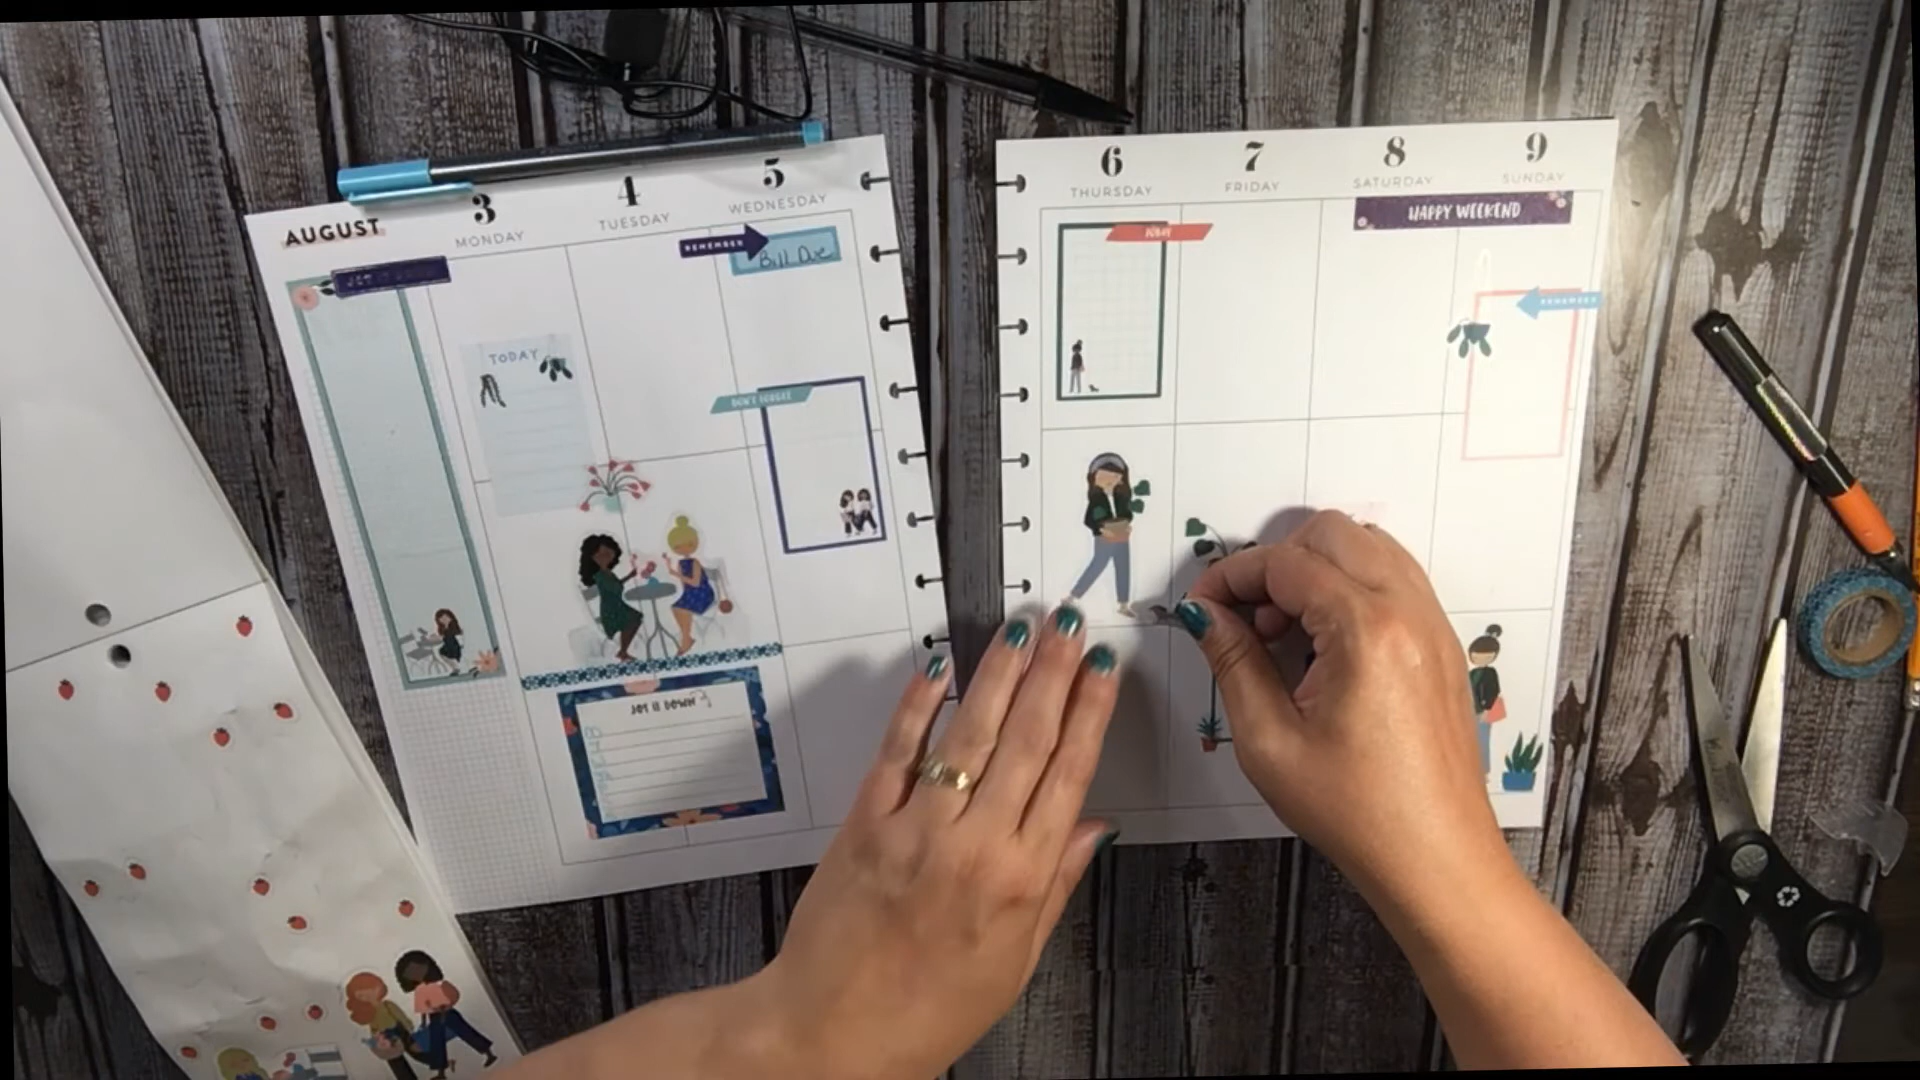 AUGUST
3
MONDAY
4
TUESDAY
5
WEDNESDAY
REMEMBER
Bill Due
TODAY
DON'T FORGET
JOT IT DOWN
6
THURSDAY
7
FRIDAY
8
SATURDAY
9
SUNDAY
HAPPY WEEKEND
TODAY
REMEMBER